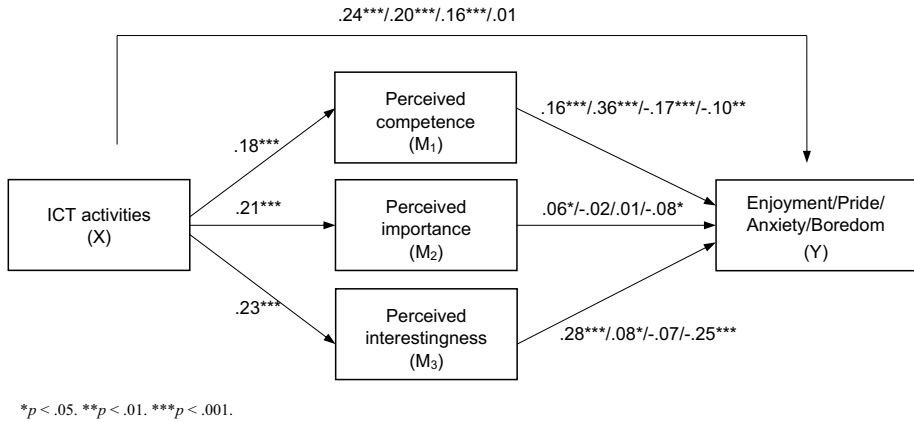 .24***/.20***/.16***/.01
Perceived
competence
(M₁)
.16***/.36***/-.17***/-.10**
.18***
ICT activities
(X)
.21***
Perceived
importance
(M₂)
.06*/-.02/.01/-.08*
Enjoyment/Pride/
Anxiety/Boredom
(Y)
.23***
Perceived
interestingness
(M₃)
.28***/.08*/-.07/-.25***
*p < .05. **p < .01. ***p < .001.